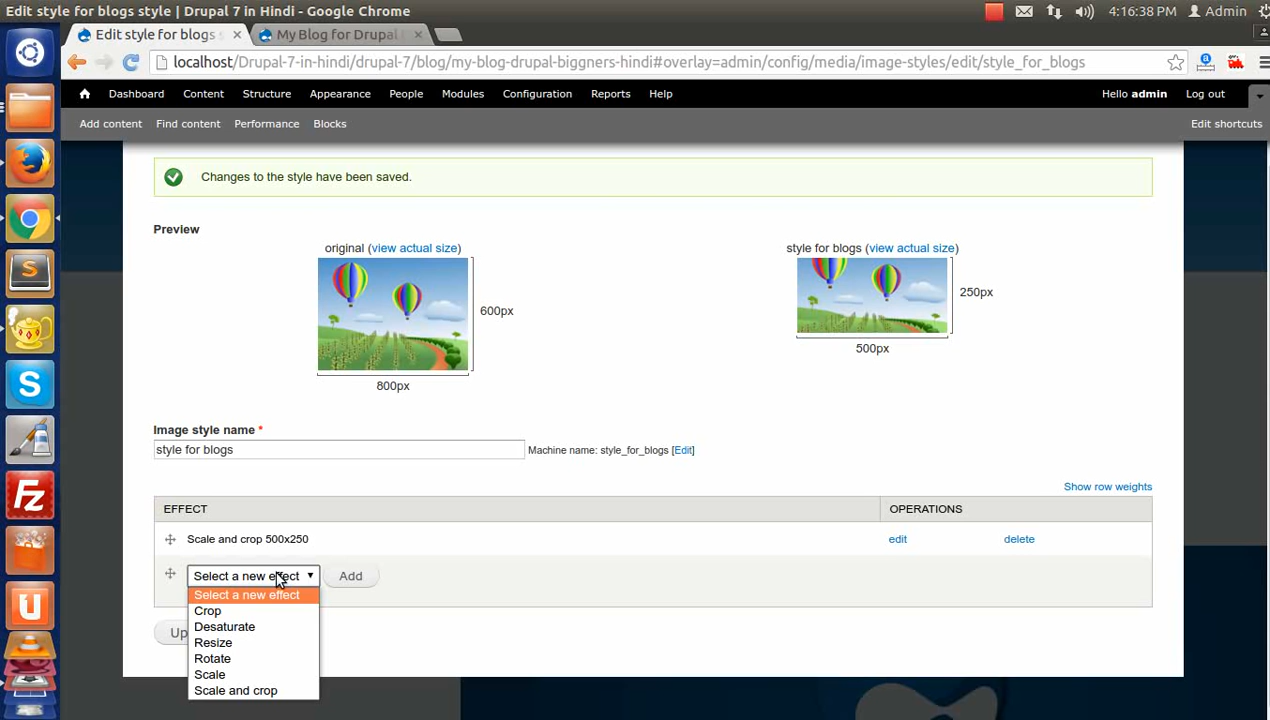 Edit style for blogs style | Drupal 7 in Hindi - Google Chrome
4:16:38 PM
Admin
Edit style for blogs s
My Blog for Drupal
localhost/Drupal-7-in-hindi/drupal-7/blog/my-blog-drupal-biggners-hindi#overlay=admin/config/media/image-styles/edit/style_for_blogs
Dashboard Content Structure Appearance People Modules Configuration Reports Help
Hello admin Log out
Add content Find content Performance Blocks
Edit shortcuts
Changes to the style have been saved.
Preview
original (view actual size)
600px
800px
style for blogs (view actual size)
250px
500px
Image style name *
style for blogs
Machine name: style_for_blogs [Edit]
Show row weights
EFFECT OPERATIONS
Scale and crop 500x250 edit delete
Select a new effect Add
Select a new effect
Crop
Desaturate
Resize
Rotate
Scale
Scale and crop
Up